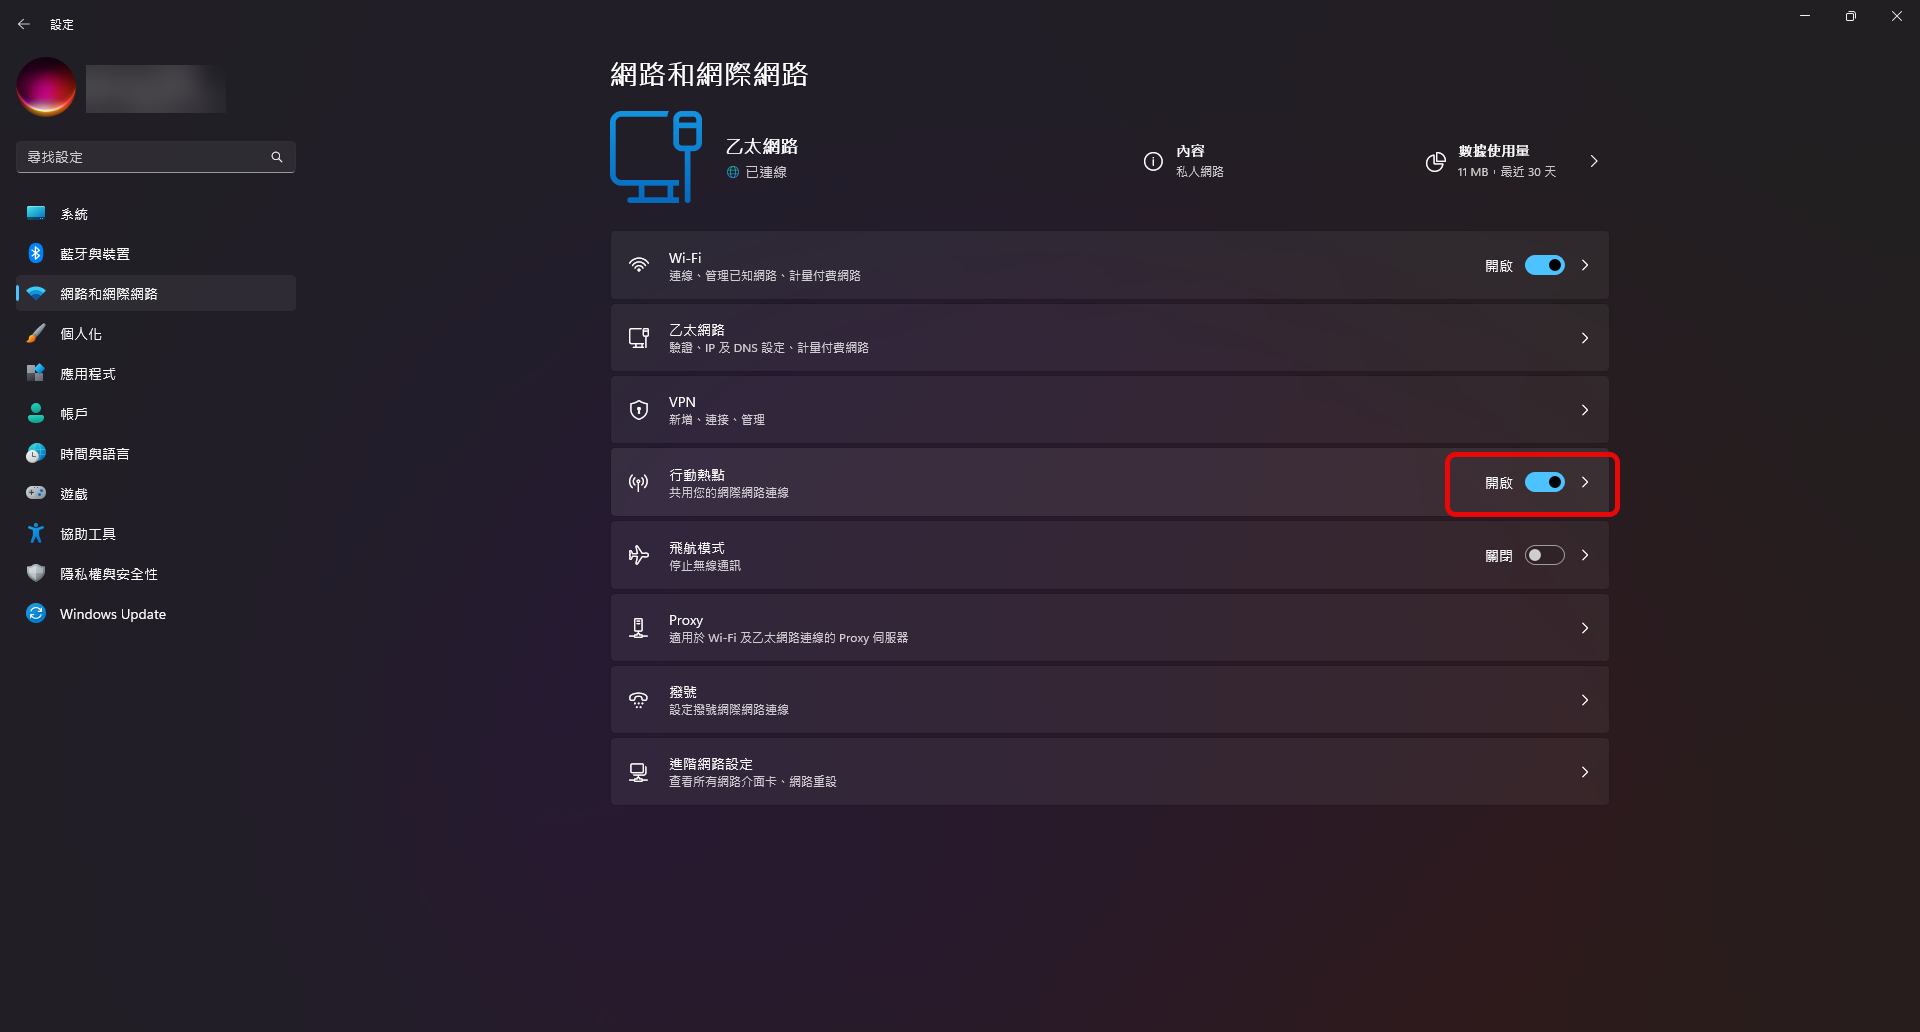 設定
尋找設定
系統
藍牙與裝置
網路和網際網路
個人化
應用程式
帳戶
時間與語言
遊戲
協助工具
隱私權與安全性
Windows Update
網路和網際網路
乙太網路
已連線
內容
私人網路
數據使用量
11 MB，最近 30 天
Wi-Fi
連線、管理已知網路、計量付費網路
開啟
乙太網路
驗證、IP 及 DNS 設定、計量付費網路
VPN
新增、連接、管理
行動熱點
共用您的網際網路連線
開啟
飛航模式
停止無線通訊
關閉
Proxy
適用於 Wi-Fi 及乙太網路連線的 Proxy 伺服器
撥號
設定撥號網際網路連線
進階網路設定
查看所有網路介面卡、網路重設